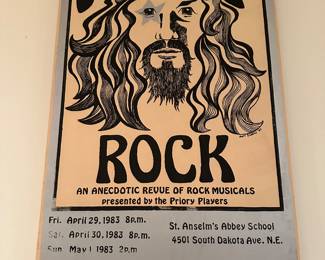 ROCK
AN ANECDOTIC REVUE OF ROCK MUSICALS
presented by the Priory Players
Fri. April 29, 1983 8 p.m.
Sat. April 30, 1983 8 p.m.
Sun. May 1 1983 2 p.m
St. Anselm's Abbey School
4501 South Dakota Ave. N.E.